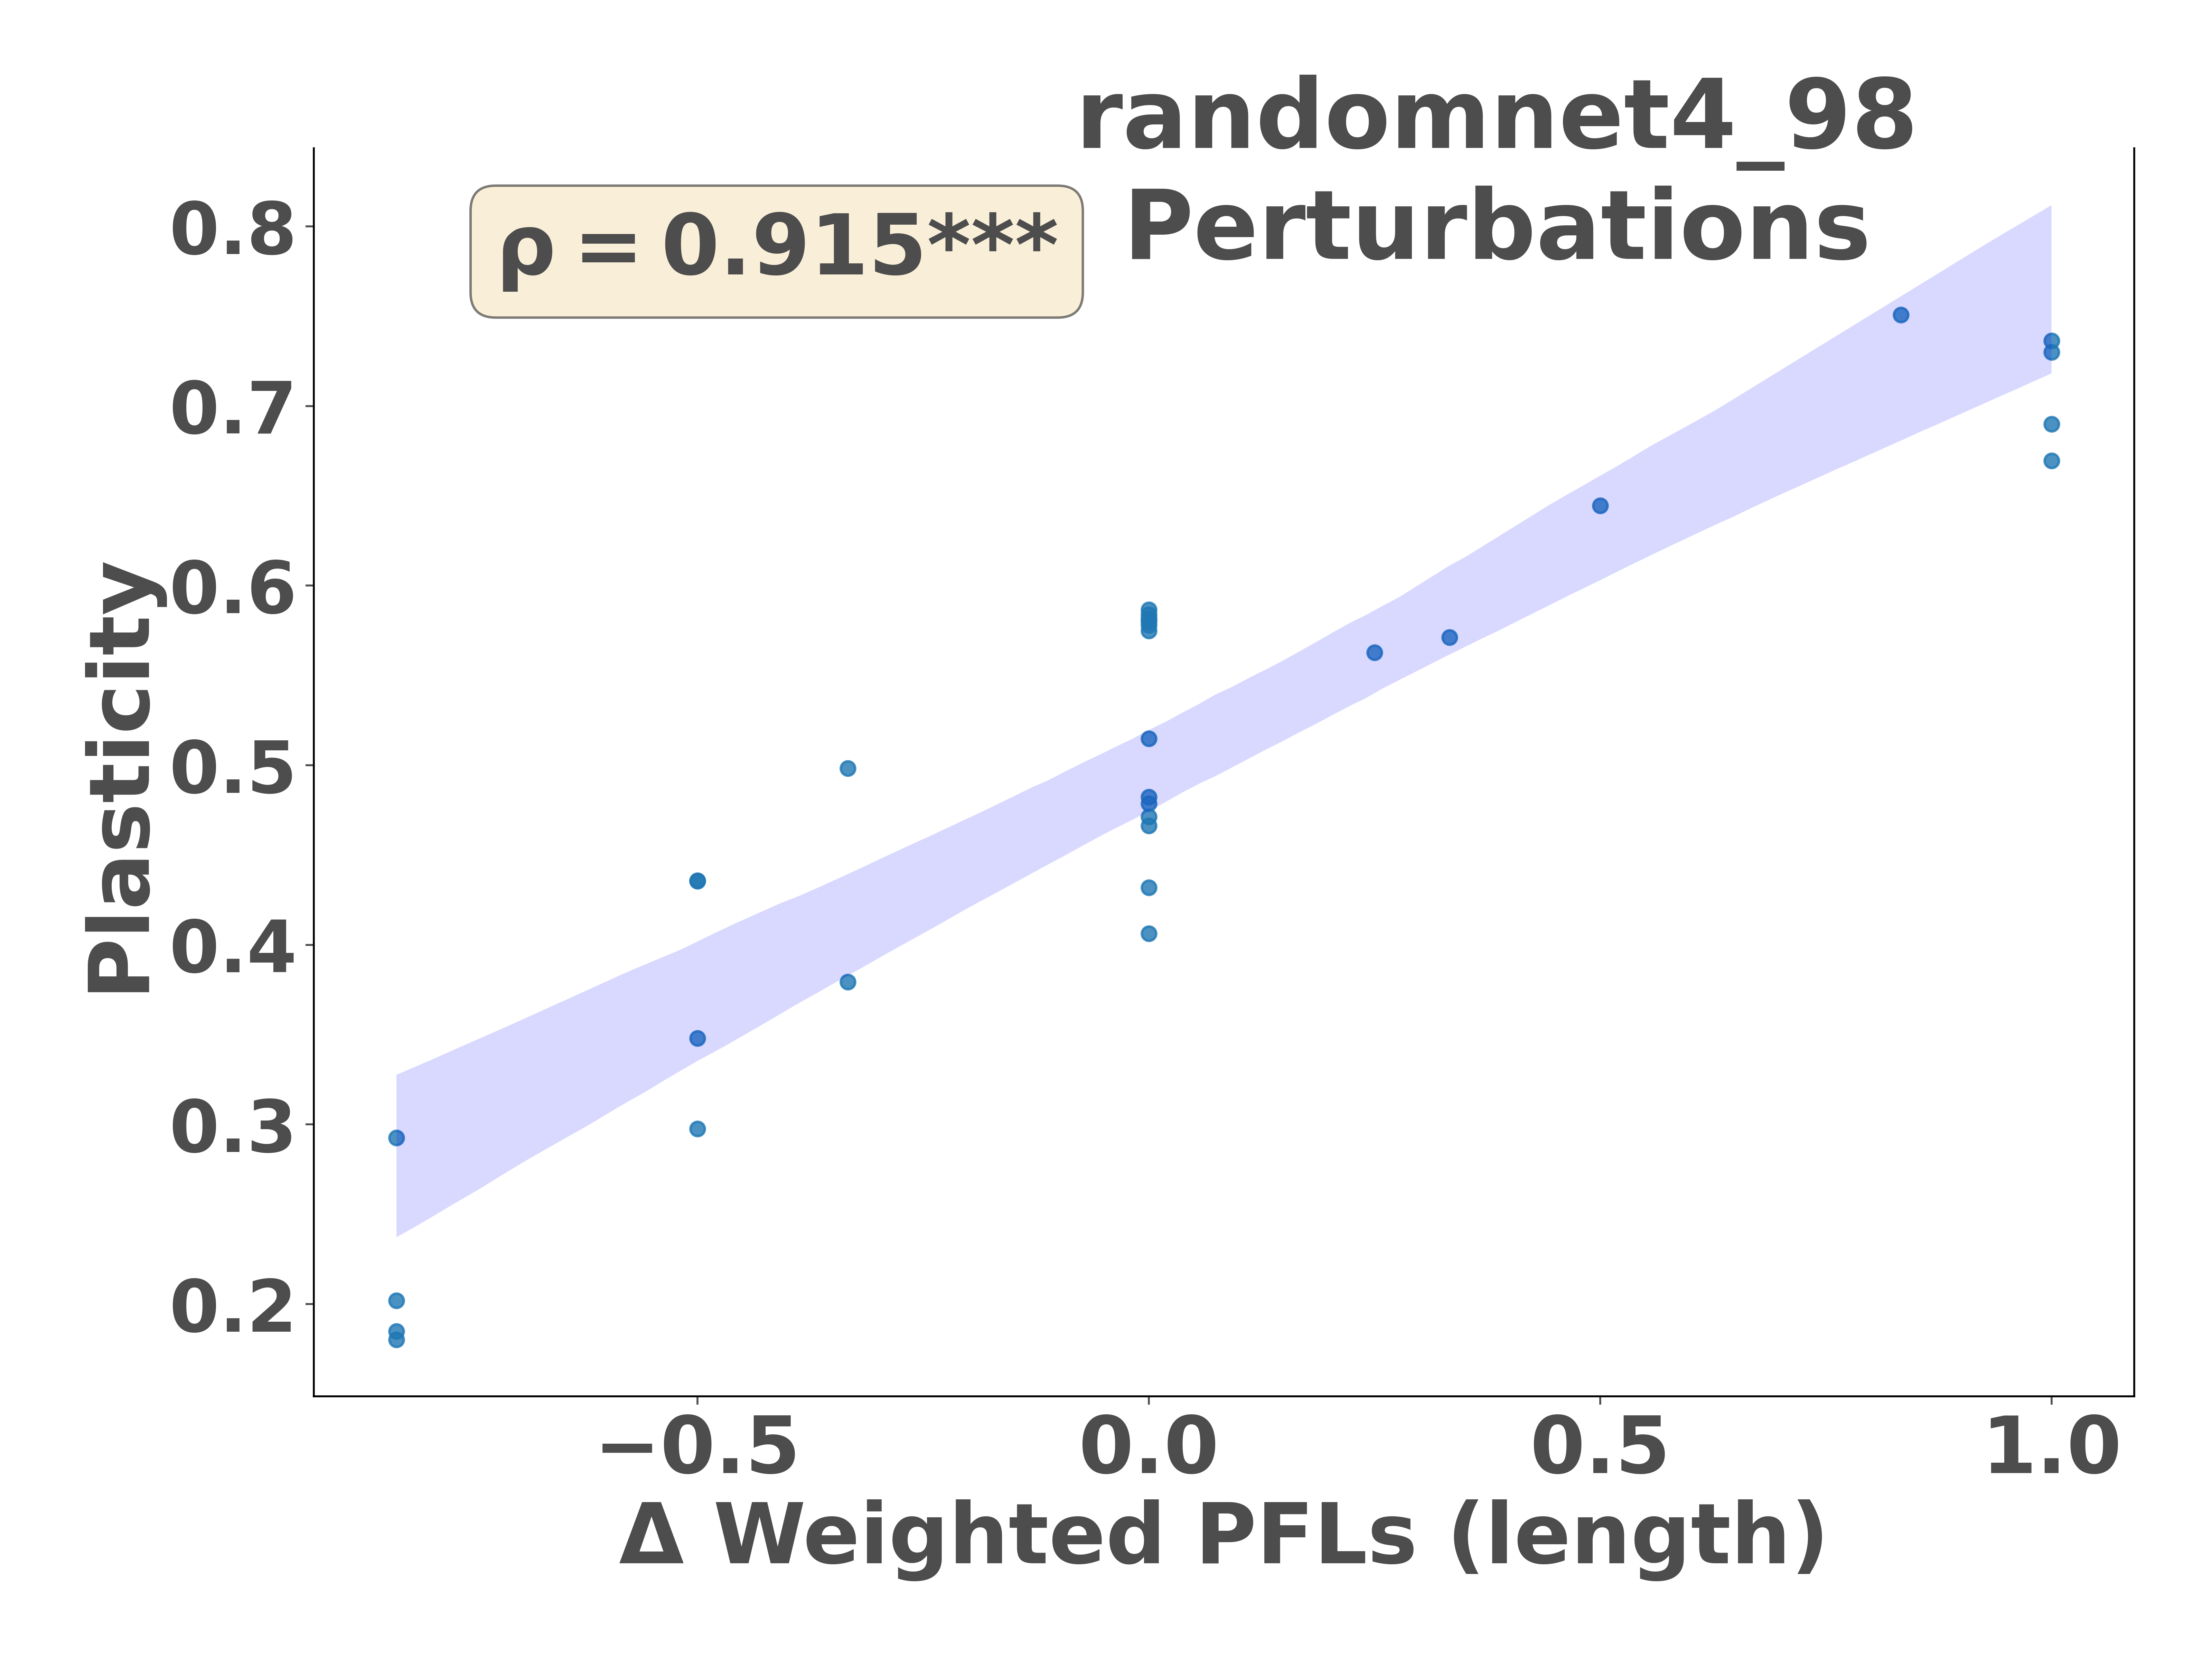 randomnet4_98
Perturbations
ρ = 0.915***
Plasticity
0.8
0.7
0.6
0.5
0.4
0.3
0.2
−0.5 0.0 0.5 1.0
Δ Weighted PFLs (length)